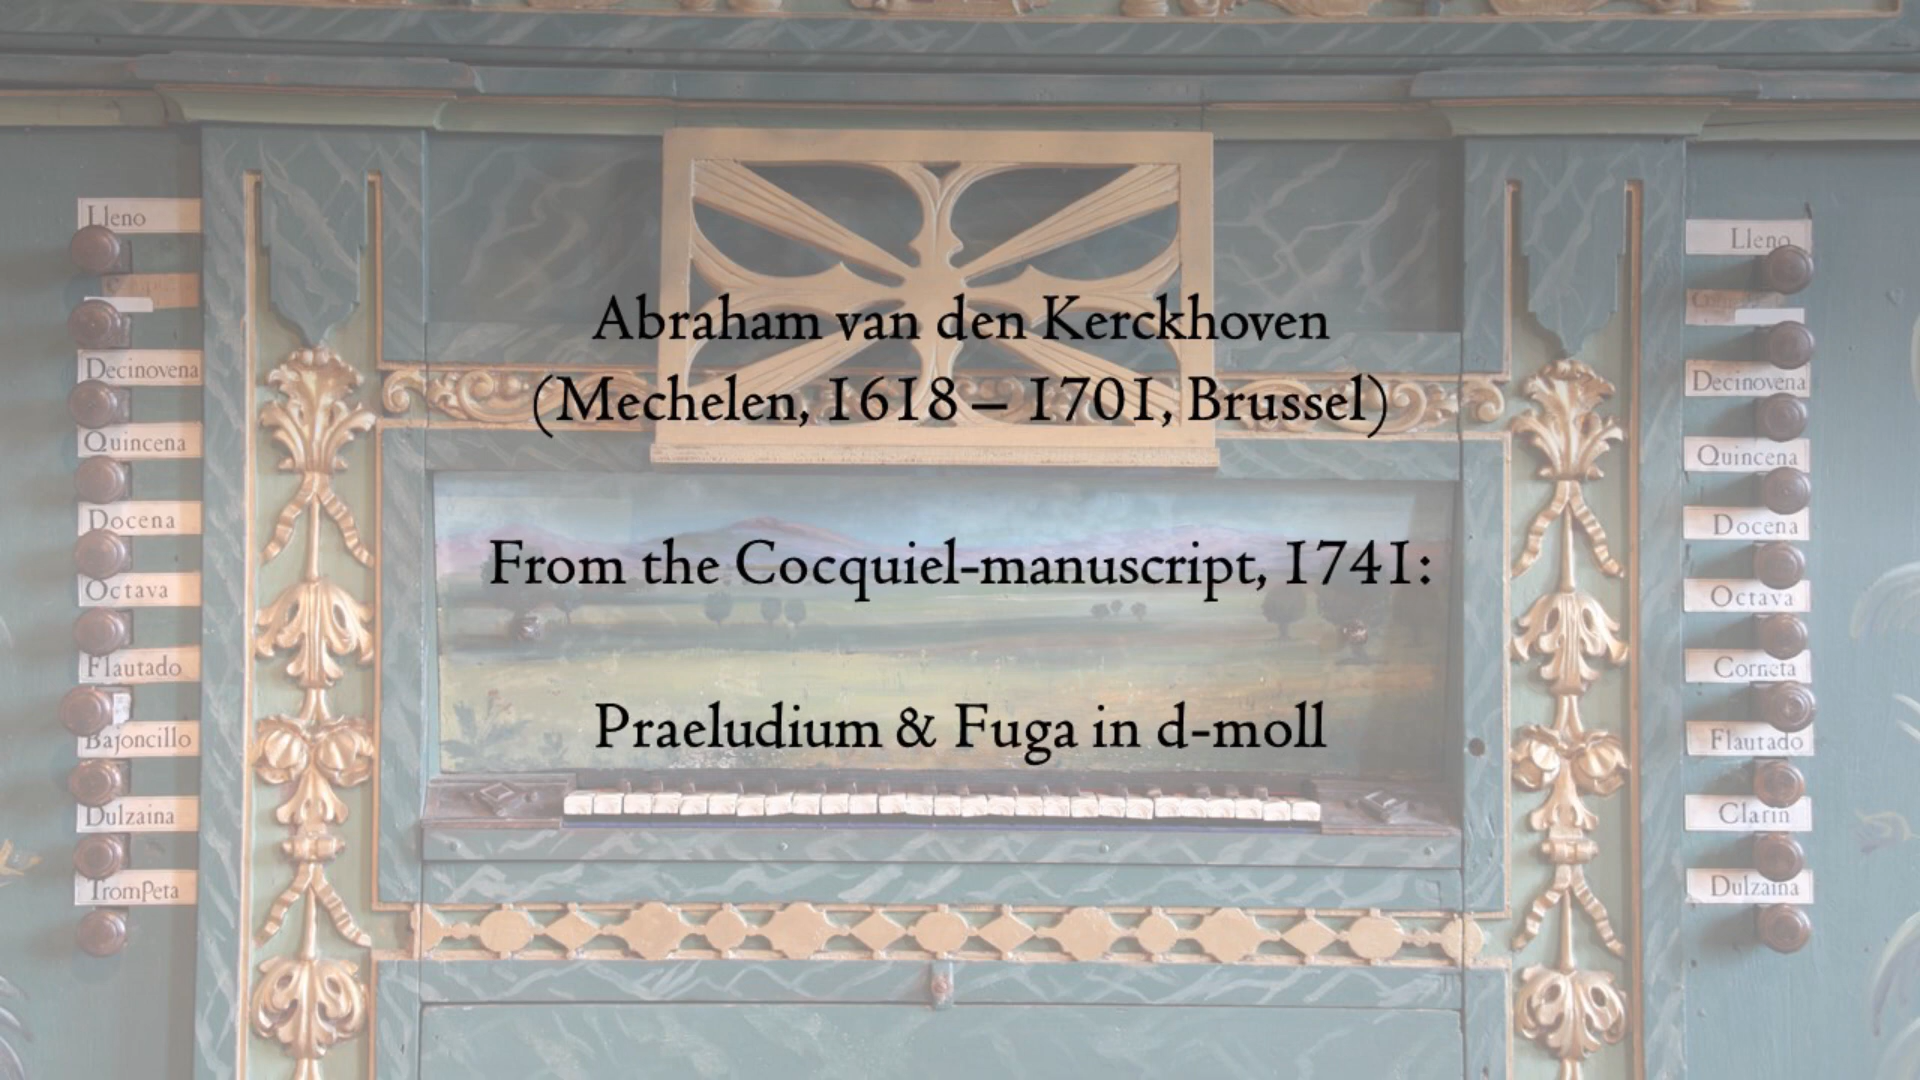 Abraham van den Kerckhoven
(Mechelen, 1618 – 1701, Brussel)
From the Cocquiel-manuscript, 1741:
Praeludium & Fuga in d-moll
Lleno
Decinovena
Quincena
Docena
Octava
Flautado
Bajoncillo
Dulzaina
TromPeta
Lleno
Decinovena
Quincena
Docena
Octava
Corneta
Flautado
Clarin
Dulzaina